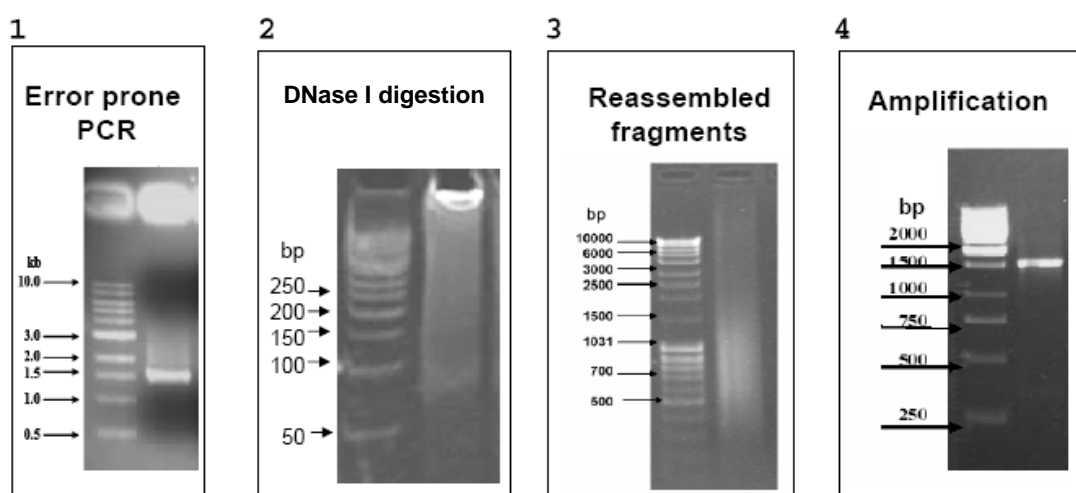 1
Error prone
PCR
kb
10.0
3.0
2.0
1.5
1.0
0.5
2
DNase I digestion
bp
250
200
150
100
50
3
Reassembled
fragments
bp
10000
6000
3000
2500
1500
1031
700
500
4
Amplification
bp
2000
1500
1000
750
500
250